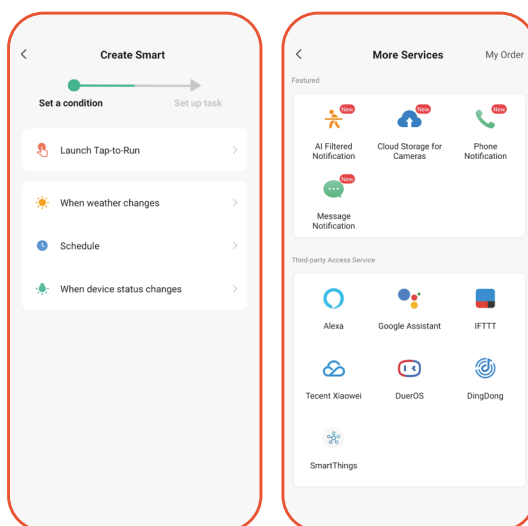 Create Smart
Set a condition
Set up task
Launch Tap-to-Run
When weather changes
Schedule
When device status changes
More Services
My Order
Featured
New
New
New
AI Filtered
Notification
Cloud Storage for
Cameras
Phone
Notification
New
Message
Notification
Third-party Access Service
Alexa
Google Assistant
IFTTT
Tecent Xiaowei
DuerOS
DingDong
SmartThings